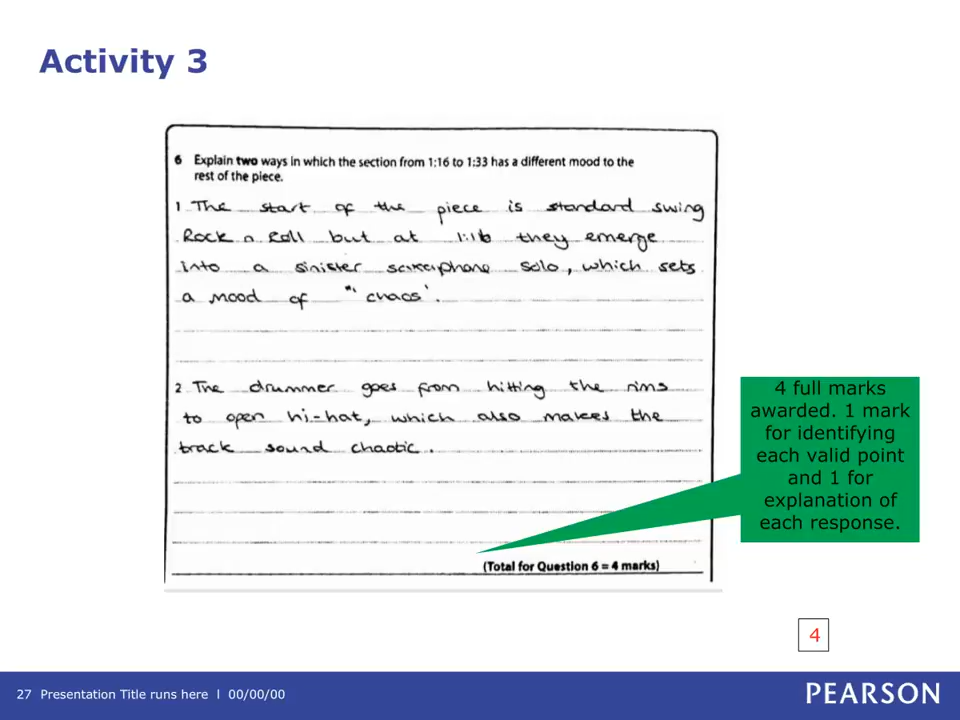 Activity 3
6 Explain two ways in which the section from 1:16 to 1:33 has a different mood to the
rest of the piece.
1 The start of the piece is standard swing
Rock n Roll but at 1:16 they emerge
into a sinister saxaphone solo, which sets
a mood of "'chaos'.
2 The drummer goes from hitting the rims
to open hi-hat, which also makes the
track sound chaotic.
(Total for Question 6 = 4 marks)
4 full marks
awarded. 1 mark
for identifying
each valid point
and 1 for
explanation of
each response.
4
27 Presentation Title runs here l 00/00/00
PEARSON